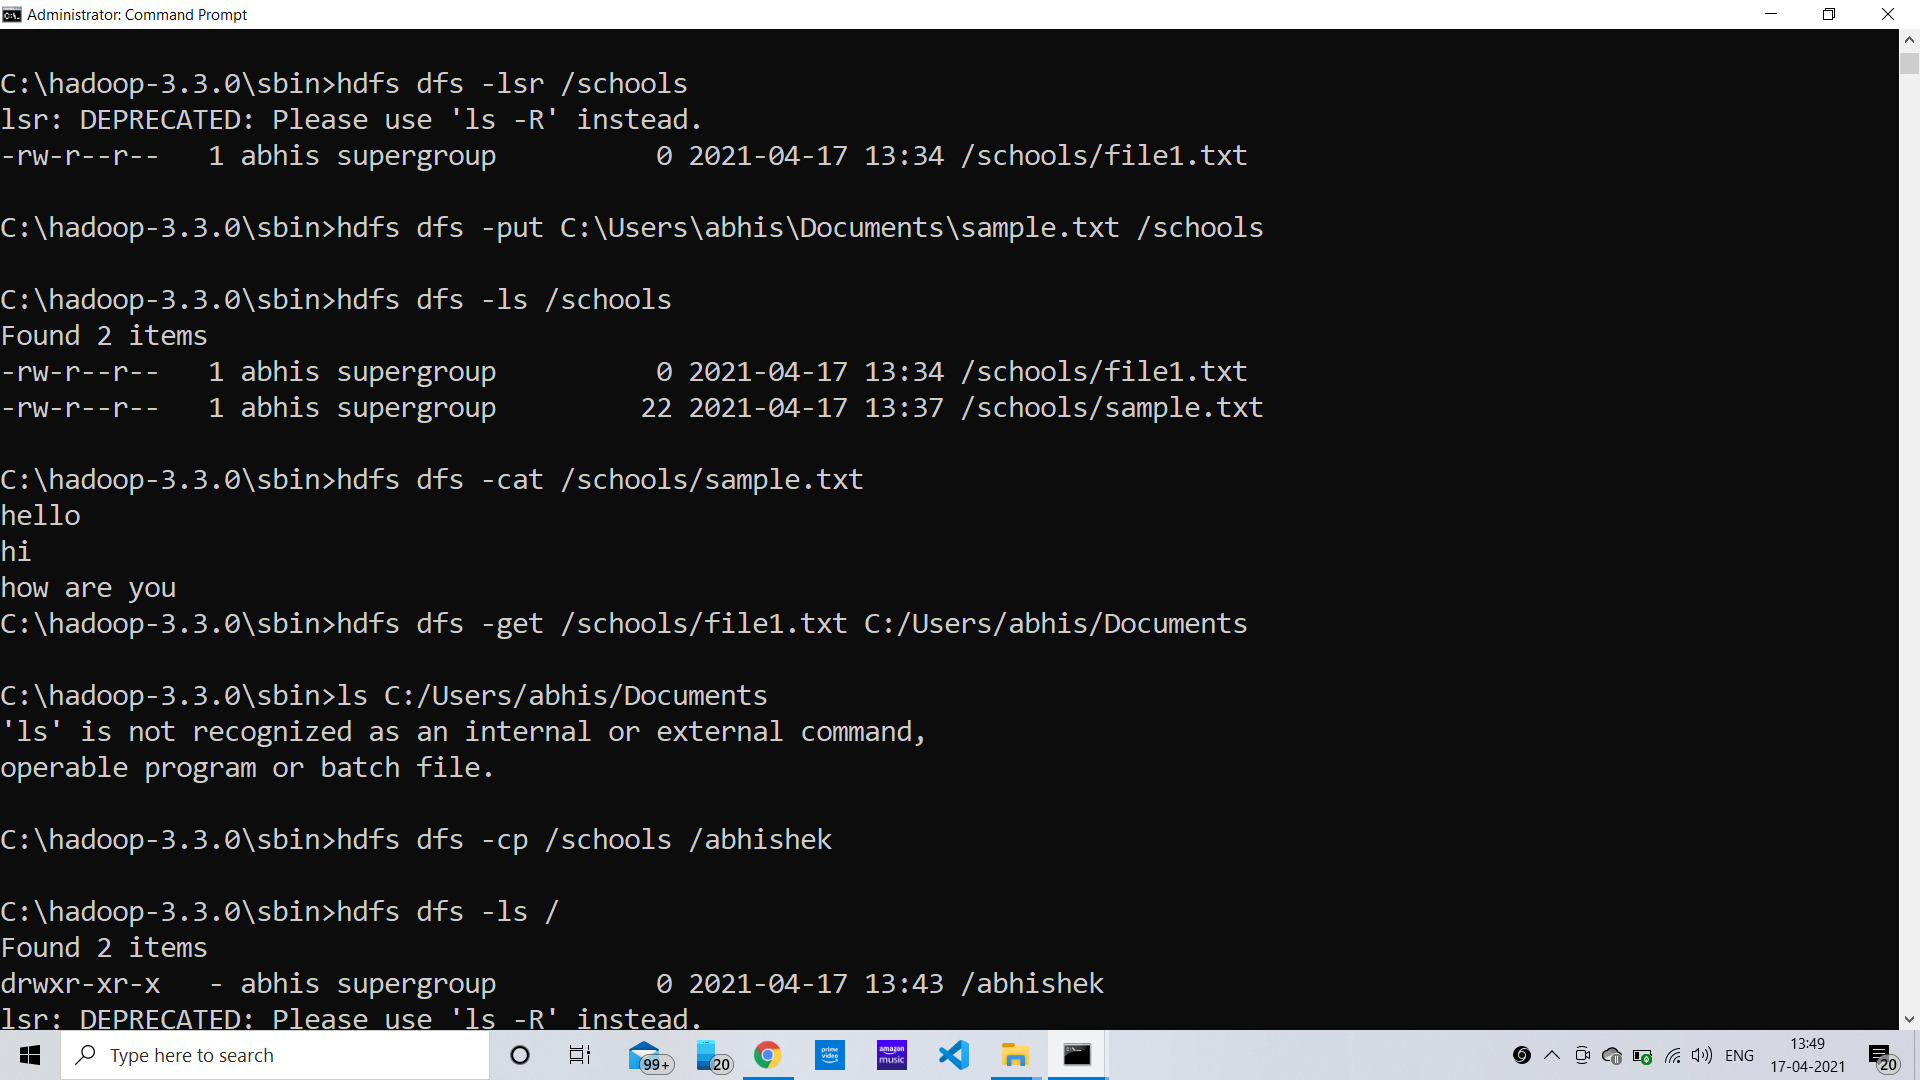 Administrator: Command Prompt
C:\hadoop-3.3.0\sbin>hdfs dfs -lsr /schools
lsr: DEPRECATED: Please use 'ls -R' instead.
-rw-r--r--   1 abhis supergroup          0 2021-04-17 13:34 /schools/file1.txt
C:\hadoop-3.3.0\sbin>hdfs dfs -put C:\Users\abhis\Documents\sample.txt /schools
C:\hadoop-3.3.0\sbin>hdfs dfs -ls /schools
Found 2 items
-rw-r--r--   1 abhis supergroup          0 2021-04-17 13:34 /schools/file1.txt
-rw-r--r--   1 abhis supergroup         22 2021-04-17 13:37 /schools/sample.txt
C:\hadoop-3.3.0\sbin>hdfs dfs -cat /schools/sample.txt
hello
hi
how are you
C:\hadoop-3.3.0\sbin>hdfs dfs -get /schools/file1.txt C:/Users/abhis/Documents
C:\hadoop-3.3.0\sbin>ls C:/Users/abhis/Documents
'ls' is not recognized as an internal or external command,
operable program or batch file.
C:\hadoop-3.3.0\sbin>hdfs dfs -cp /schools /abhishek
C:\hadoop-3.3.0\sbin>hdfs dfs -ls /
Found 2 items
drwxr-xr-x   - abhis supergroup          0 2021-04-17 13:43 /abhishek
lsr: DEPRECATED: Please use 'ls -R' instead.
Type here to search
99+
20
prime video
amazon music
ENG
13:49
17-04-2021
20